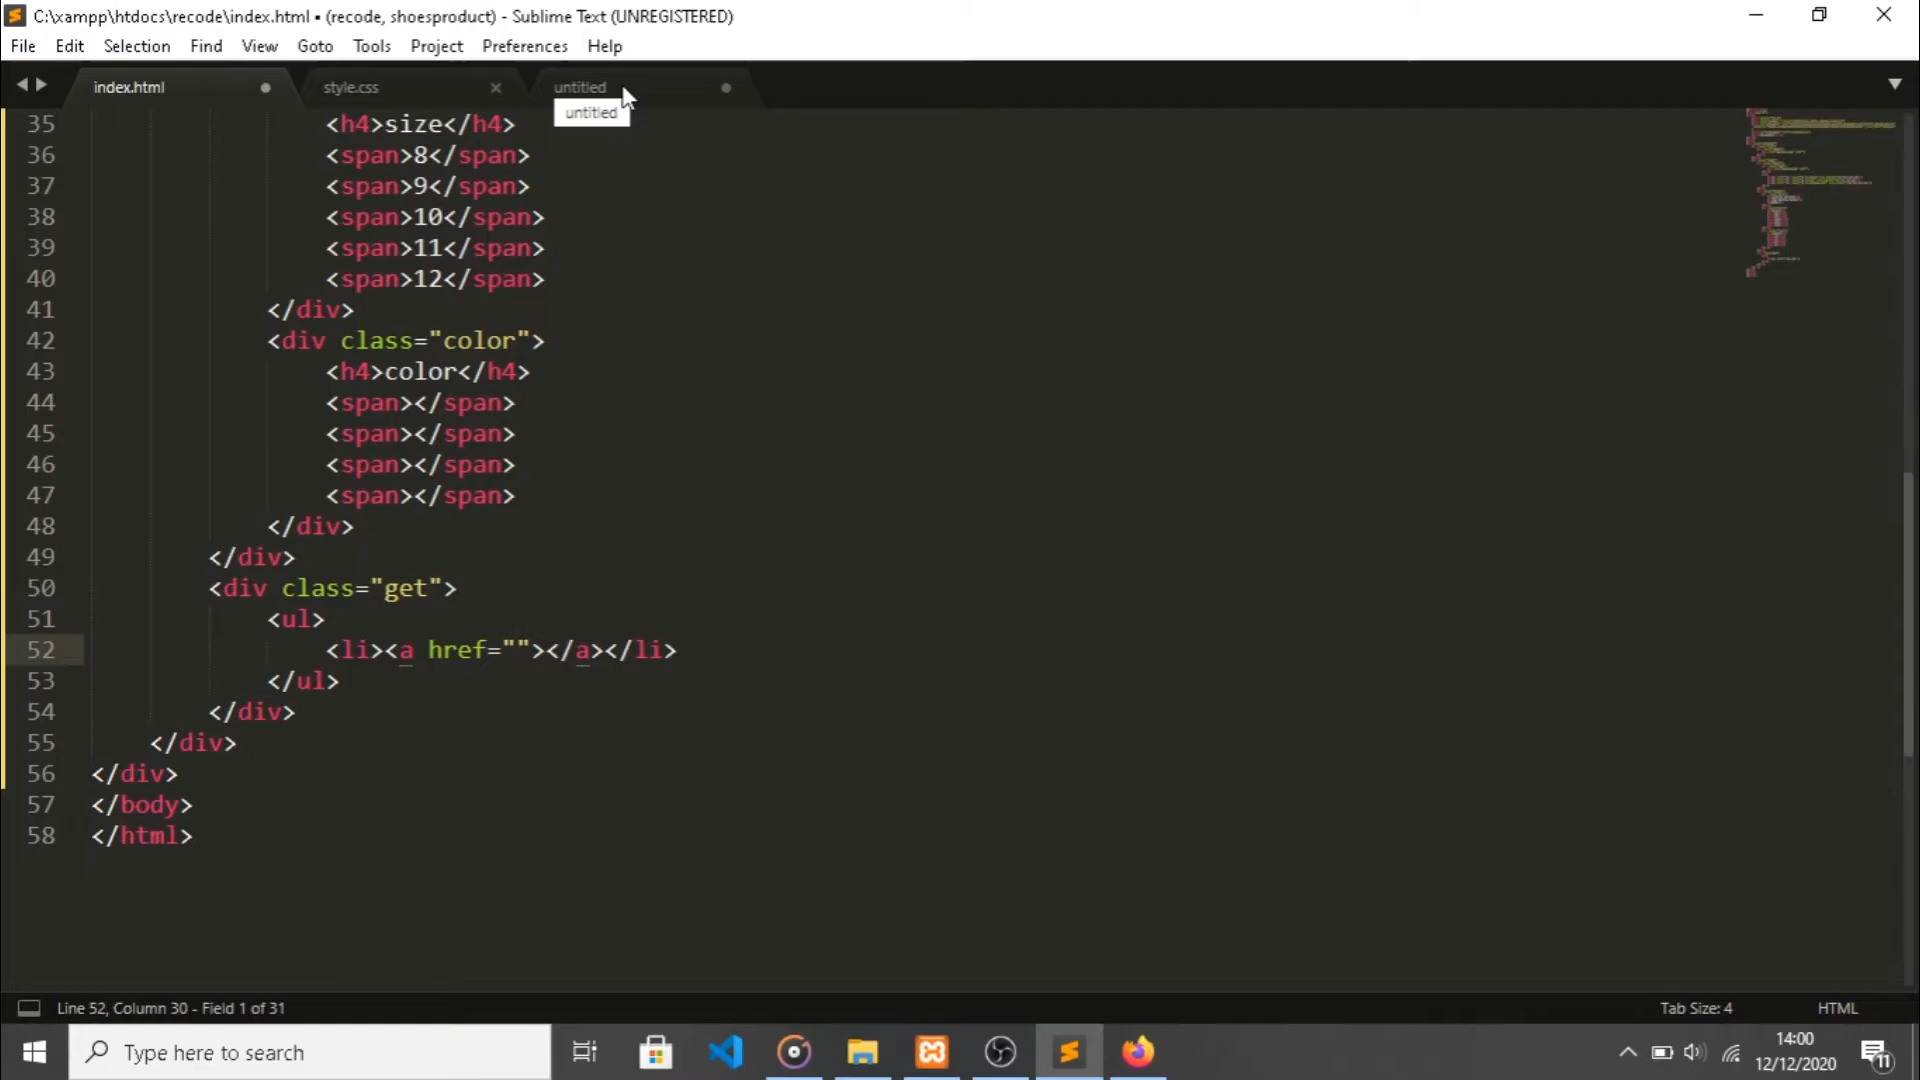 C:\xampp\htdocs\recode\index.html • (recode, shoesproduct) - Sublime Text (UNREGISTERED)
File Edit Selection Find View Goto Tools Project Preferences Help
index.html style.css untitled
untitled
35 <h4>size</h4>
36 <span>8</span>
37 <span>9</span>
38 <span>10</span>
39 <span>11</span>
40 <span>12</span>
41 </div>
42 <div class="color">
43 <h4>color</h4>
44 <span></span>
45 <span></span>
46 <span></span>
47 <span></span>
48 </div>
49 </div>
50 <div class="get">
51 <ul>
52 <li><a href=""></a></li>
53 </ul>
54 </div>
55 </div>
56 </div>
57 </body>
58 </html>
Line 52, Column 30 - Field 1 of 31 Tab Size: 4 HTML
Type here to search
14:00
12/12/2020
11